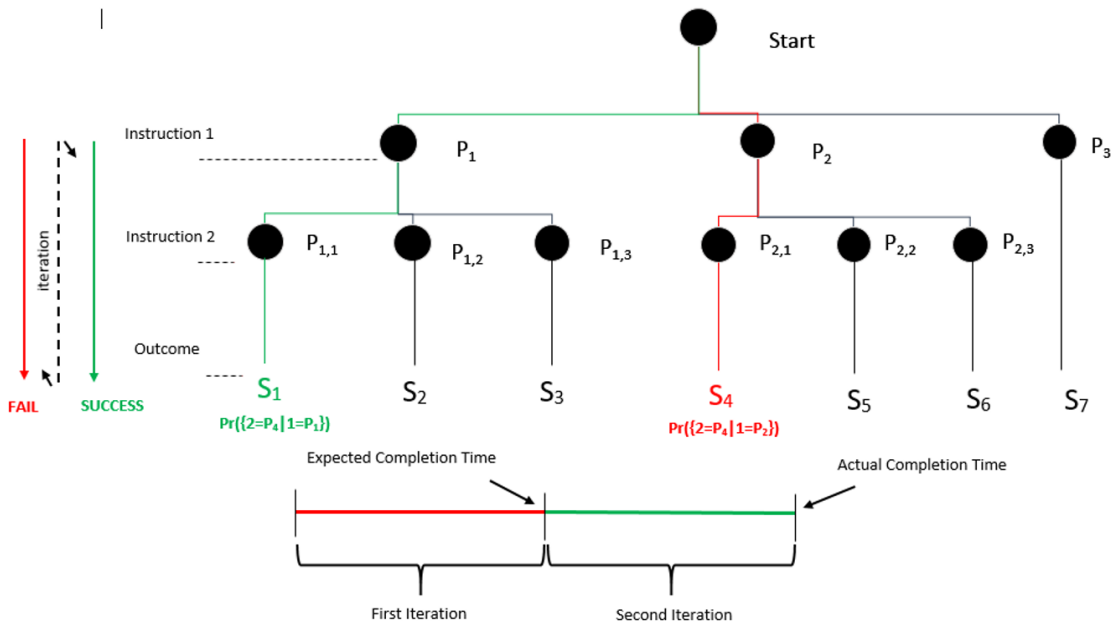 Start
Instruction 1
P1
P2
P3
Instruction 2
P1,1
P1,2
P1,3
P2,1
P2,2
P2,3
iteration
Outcome
FAIL
SUCCESS
S1
S2
S3
S4
S5
S6
S7
Pr({2=P4|1=P1})
Pr({2=P4|1=P2})
Expected Completion Time
Actual Completion Time
First Iteration
Second Iteration